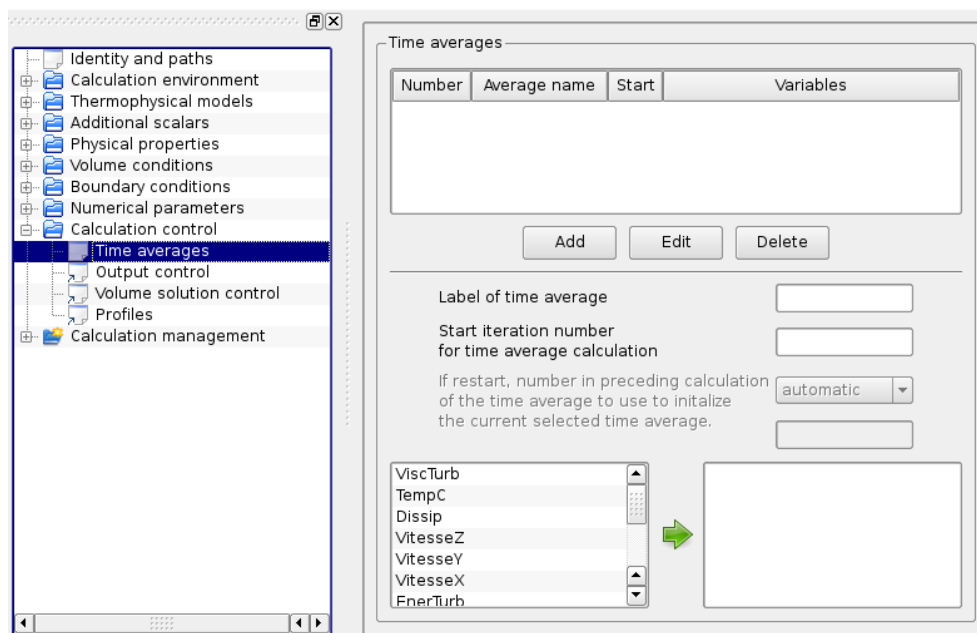 Identity and paths
Calculation environment
Thermophysical models
Additional scalars
Physical properties
Volume conditions
Boundary conditions
Numerical parameters
Calculation control
Time averages
Output control
Volume solution control
Profiles
Calculation management
Time averages
Number Average name Start Variables
Add Edit Delete
Label of time average
Start iteration number
for time average calculation
If restart, number in preceding calculation
of the time average to use to initalize
the current selected time average.
automatic
ViscTurb
TempC
Dissip
VitesseZ
VitesseY
VitesseX
EnerTurb